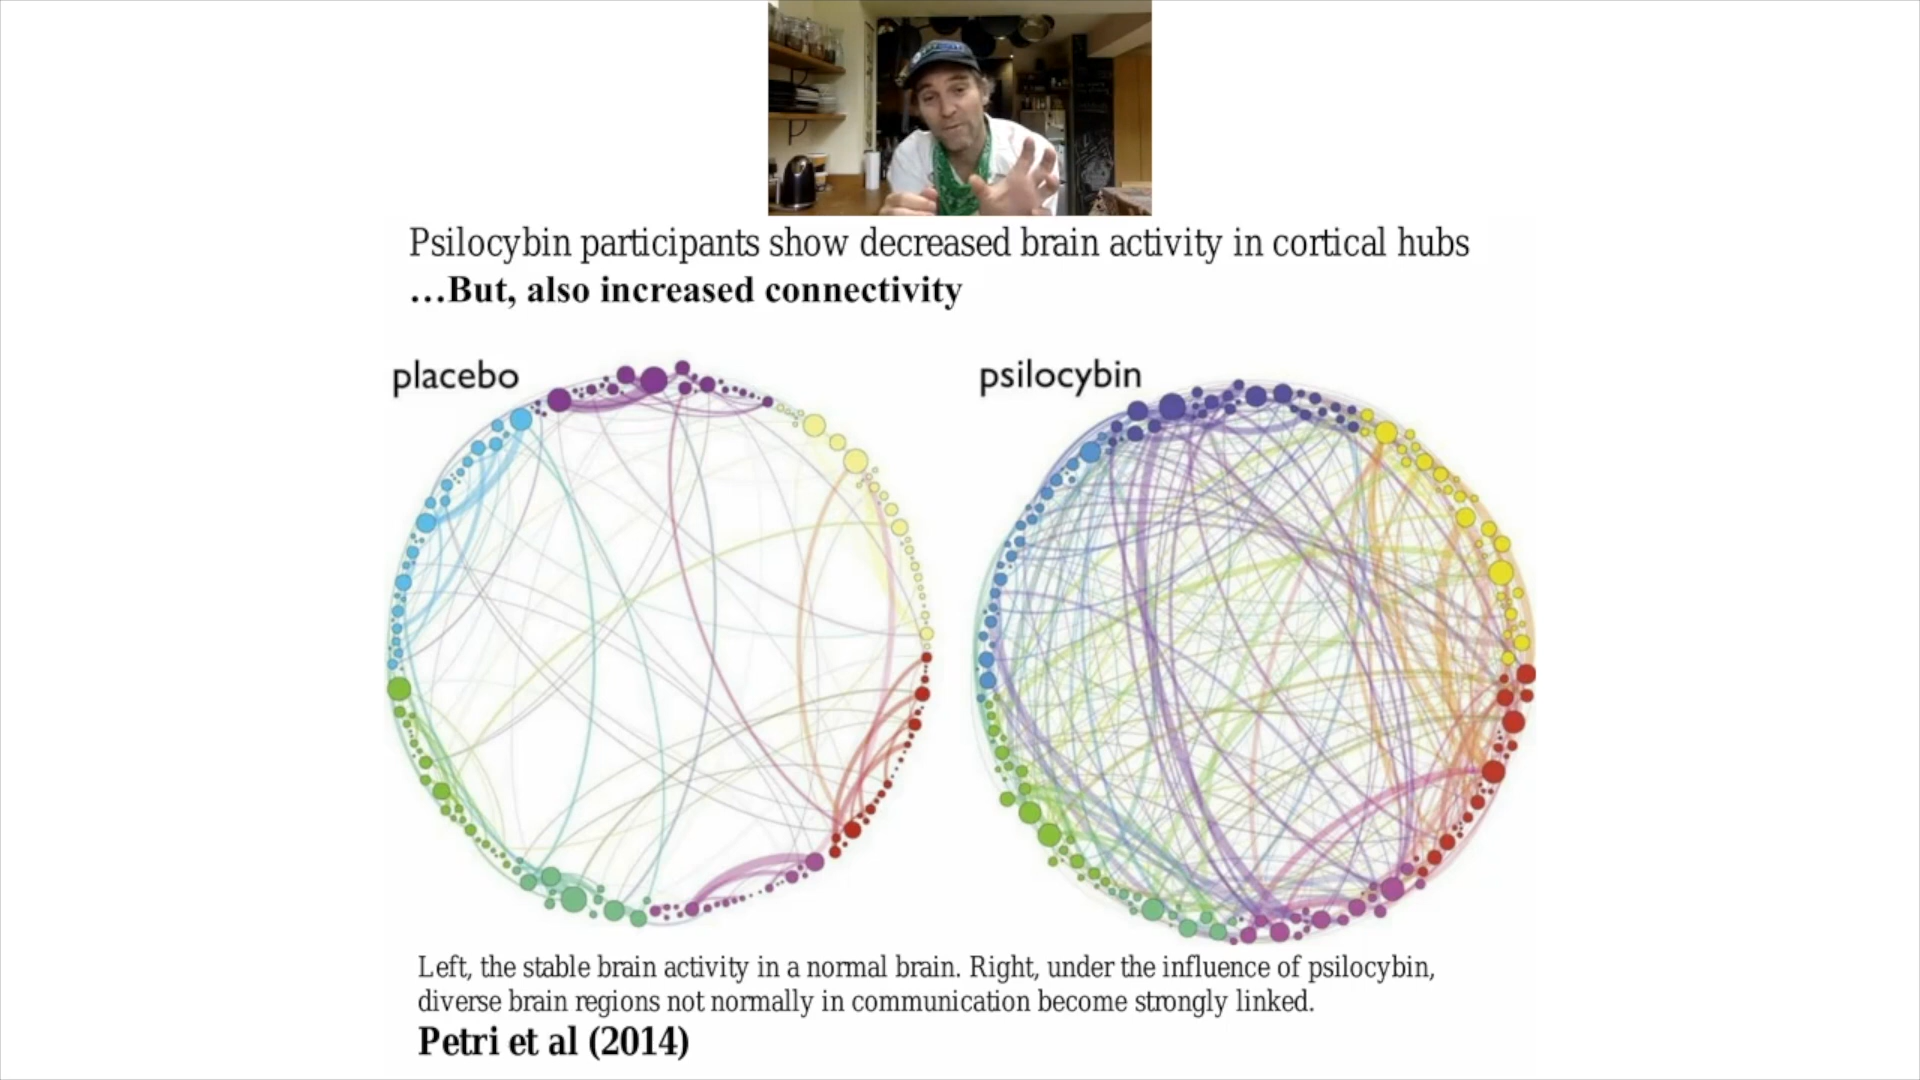 Psilocybin participants show decreased brain activity in cortical hubs
…But, also increased connectivity
placebo
psilocybin
Left, the stable brain activity in a normal brain. Right, under the influence of psilocybin,
diverse brain regions not normally in communication become strongly linked.
Petri et al (2014)